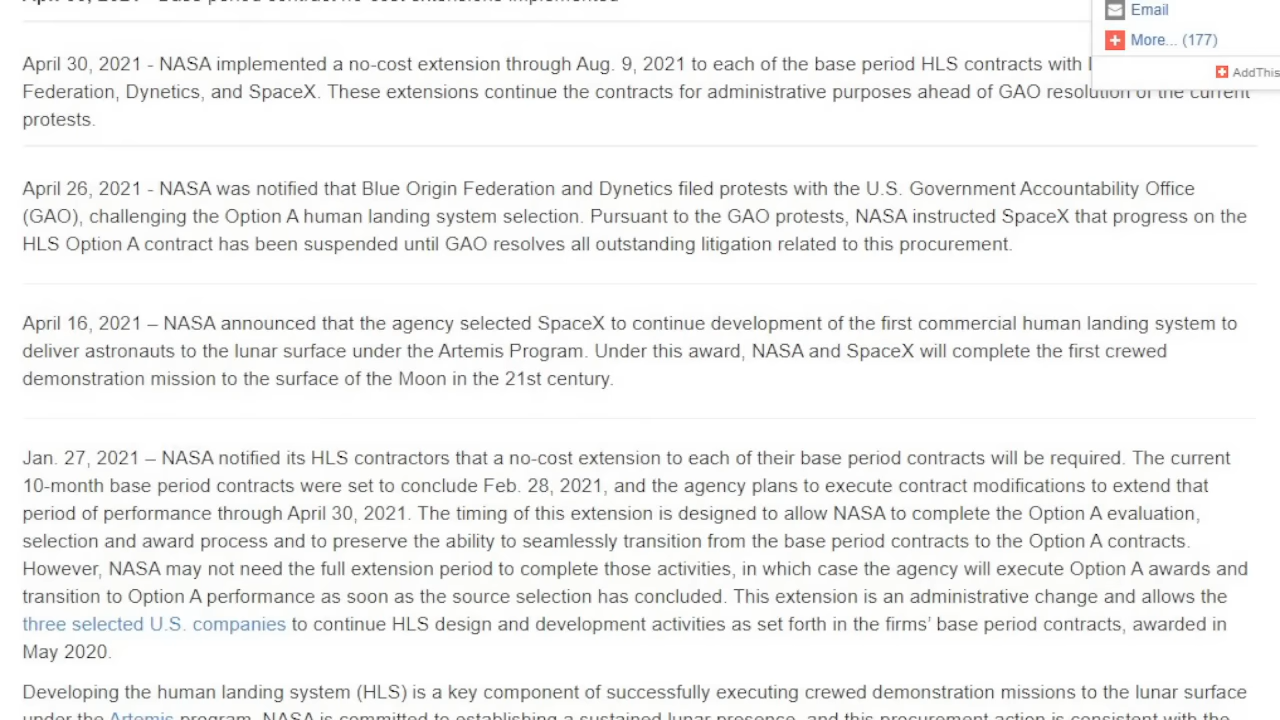 Email
More... (177)
AddThis
April 30, 2021 - NASA implemented a no-cost extension through Aug. 9, 2021 to each of the base period HLS contracts with
Federation, Dynetics, and SpaceX. These extensions continue the contracts for administrative purposes ahead of GAO resolution of the current
protests.
April 26, 2021 - NASA was notified that Blue Origin Federation and Dynetics filed protests with the U.S. Government Accountability Office
(GAO), challenging the Option A human landing system selection. Pursuant to the GAO protests, NASA instructed SpaceX that progress on the
HLS Option A contract has been suspended until GAO resolves all outstanding litigation related to this procurement.
April 16, 2021 – NASA announced that the agency selected SpaceX to continue development of the first commercial human landing system to
deliver astronauts to the lunar surface under the Artemis Program. Under this award, NASA and SpaceX will complete the first crewed
demonstration mission to the surface of the Moon in the 21st century.
Jan. 27, 2021 – NASA notified its HLS contractors that a no-cost extension to each of their base period contracts will be required. The current
10-month base period contracts were set to conclude Feb. 28, 2021, and the agency plans to execute contract modifications to extend that
period of performance through April 30, 2021. The timing of this extension is designed to allow NASA to complete the Option A evaluation,
selection and award process and to preserve the ability to seamlessly transition from the base period contracts to the Option A contracts.
However, NASA may not need the full extension period to complete those activities, in which case the agency will execute Option A awards and
transition to Option A performance as soon as the source selection has concluded. This extension is an administrative change and allows the
three selected U.S. companies to continue HLS design and development activities as set forth in the firms' base period contracts, awarded in
May 2020.
Developing the human landing system (HLS) is a key component of successfully executing crewed demonstration missions to the lunar surface
under the Artemis program. NASA is committed to establishing a sustained lunar presence, and this procurement action is consistent with the